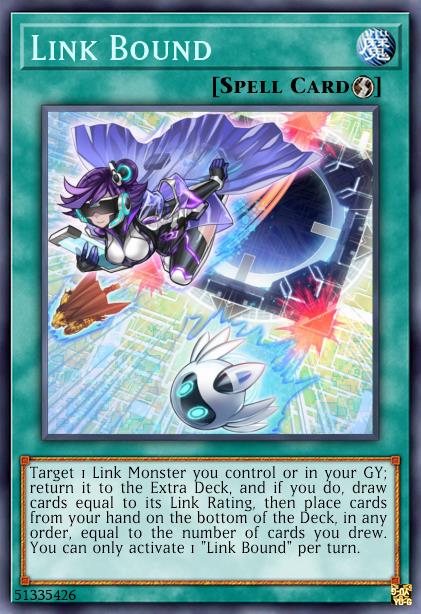 LINK BOUND
魔
[SPELL CARD]
Target 1 Link Monster you control or in your GY;
return it to the Extra Deck, and if you do, draw
cards equal to its Link Rating, then place cards
from your hand on the bottom of the Deck, in any
order, equal to the number of cards you drew.
You can only activate 1 "Link Bound" per turn.
51335426